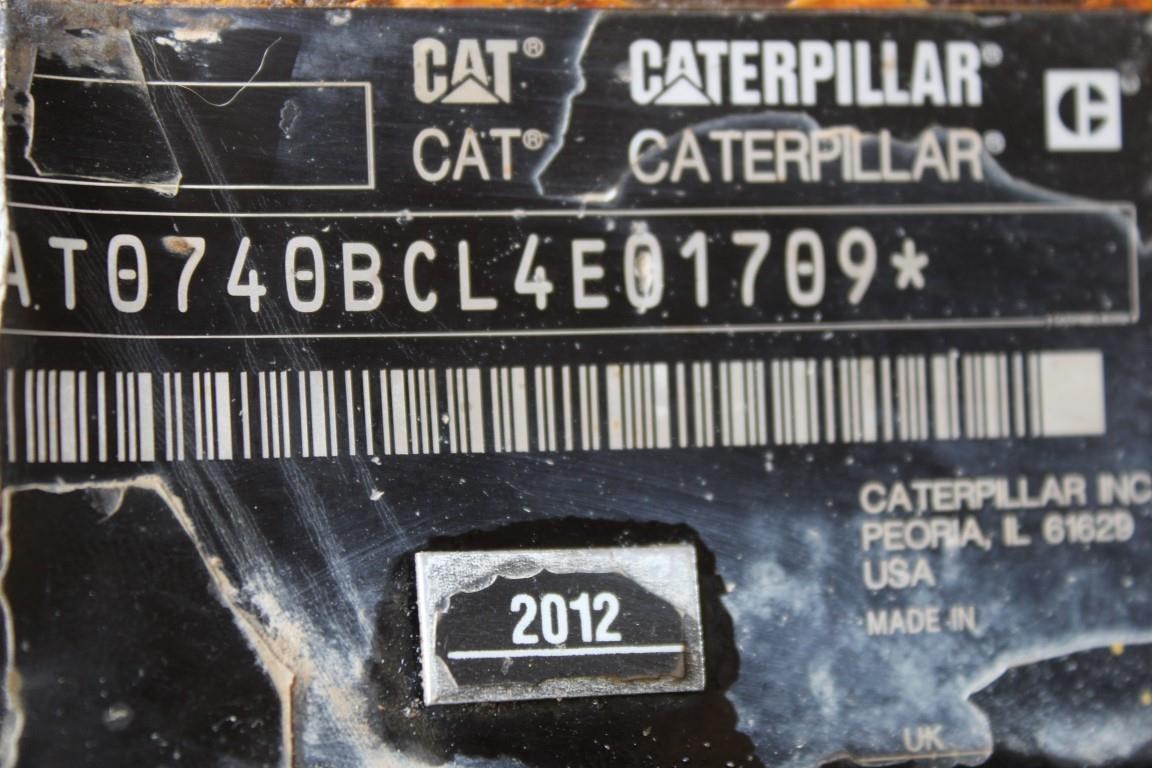 CAT® CATERPILLAR®
CAT® CATERPILLAR®
AT0740BCL4E01709*
CATERPILLAR INC
PEORIA, IL 61629
USA
2012
MADE IN
UK